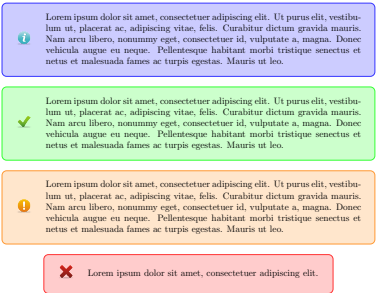 Lorem ipsum dolor sit amet, consectetuer adipiscing elit. Ut purus elit, vestibu-
lum ut, placerat ac, adipiscing vitae, felis. Curabitur dictum gravida mauris.
Nam arcu libero, nonummy eget, consectetuer id, vulputate a, magna. Donec
vehicula augue eu neque. Pellentesque habitant morbi tristique senectus et
netus et malesuada fames ac turpis egestas. Mauris ut leo.
Lorem ipsum dolor sit amet, consectetuer adipiscing elit. Ut purus elit, vestibu-
lum ut, placerat ac, adipiscing vitae, felis. Curabitur dictum gravida mauris.
Nam arcu libero, nonummy eget, consectetuer id, vulputate a, magna. Donec
vehicula augue eu neque. Pellentesque habitant morbi tristique senectus et
netus et malesuada fames ac turpis egestas. Mauris ut leo.
Lorem ipsum dolor sit amet, consectetuer adipiscing elit. Ut purus elit, vestibu-
lum ut, placerat ac, adipiscing vitae, felis. Curabitur dictum gravida mauris.
Nam arcu libero, nonummy eget, consectetuer id, vulputate a, magna. Donec
vehicula augue eu neque. Pellentesque habitant morbi tristique senectus et
netus et malesuada fames ac turpis egestas. Mauris ut leo.
Lorem ipsum dolor sit amet, consectetuer adipiscing elit.